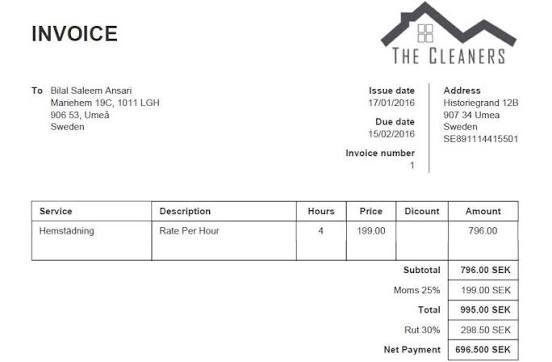 INVOICE
THE CLEANERS
To Bilal Saleem Ansari
Mariehem 19C, 1011 LGH
906 53, Umeå
Sweden
Issue date
17/01/2016
Due date
15/02/2016
Invoice number
1
Address
Historiegrand 12B
907 34 Umea
Sweden
SE891114415501
Service Description Hours Price Dicount Amount
Hemstädning Rate Per Hour 4 199.00 796.00
Subtotal 796.00 SEK
Moms 25% 199.00 SEK
Total 995.00 SEK
Rut 30% 298.50 SEK
Net Payment 696.500 SEK